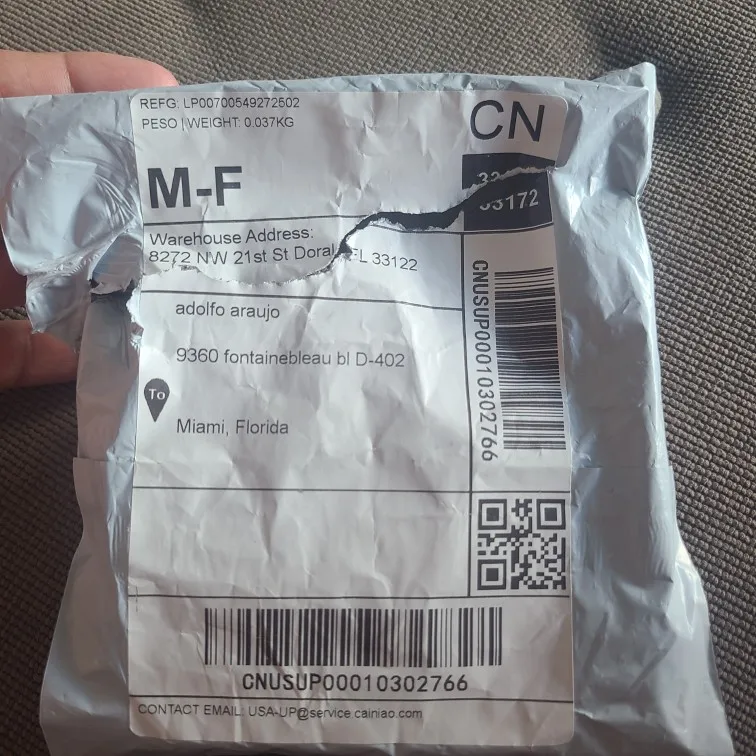 REFG: LP00700549272502
PESO | WEIGHT: 0.037KG
CN
M-F
33172
Warehouse Address:
8272 NW 21st St Doral, FL 33122
adolfo araujo
9360 fontainebleau bl D-402
To
Miami, Florida
CNUSUP00010302766
CNUSUP00010302766
CONTACT EMAIL: USA-UP@service.cainiao.com